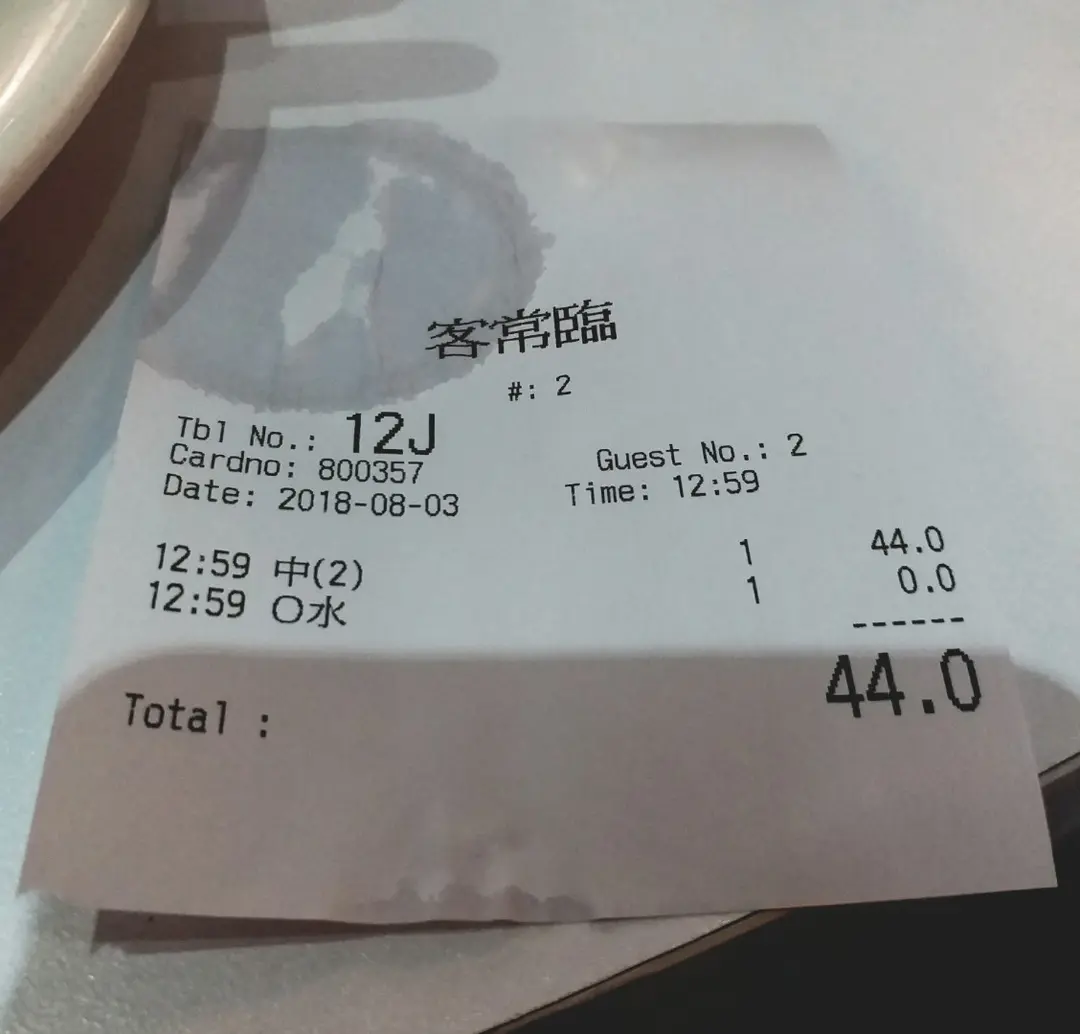 客常臨
#: 2
Tbl No.: 12J
Cardno: 800357 Guest No.: 2
Date: 2018-08-03 Time: 12:59
12:59 中(2) 1 44.0
12:59 〇水 1 0.0
------
Total : 44.0